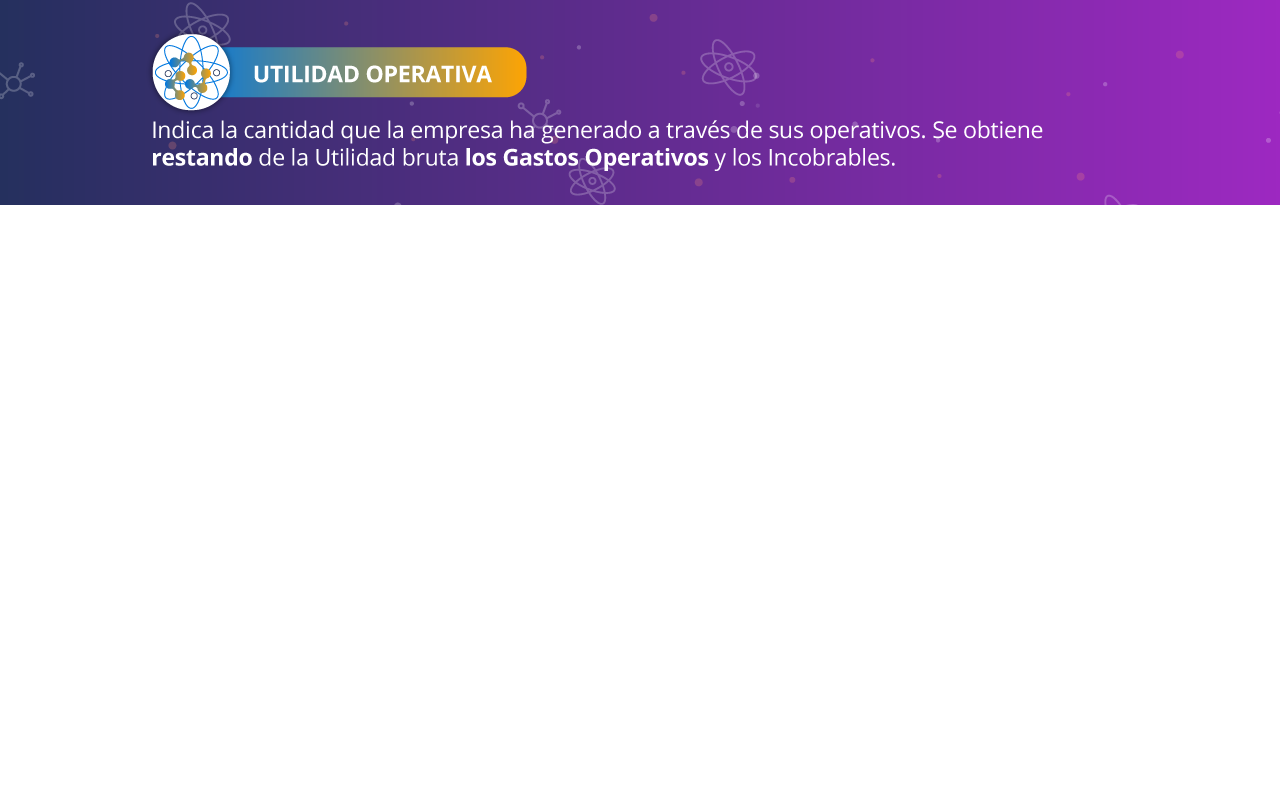 UTILIDAD OPERATIVA
Indica la cantidad que la empresa ha generado a través de sus operativos. Se obtiene
restando de la Utilidad bruta los Gastos Operativos y los Incobrables.